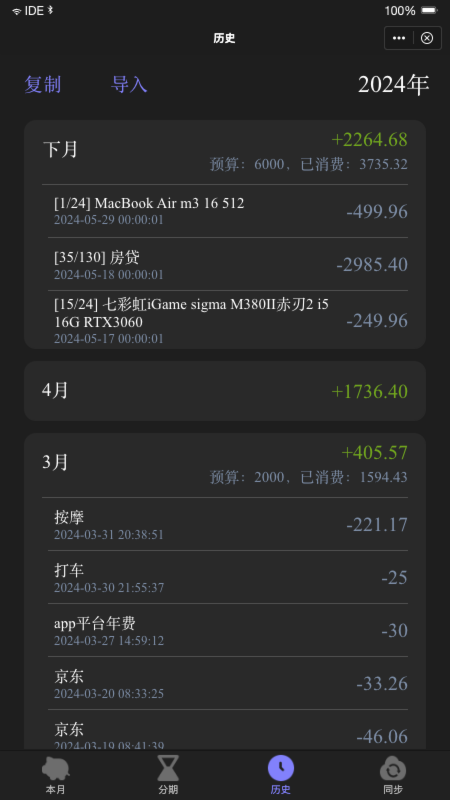 IDE
100%
历史
复制
导入
2024年
下月
+2264.68
预算：6000，已消费：3735.32
[1/24] MacBook Air m3 16 512
2024-05-29 00:00:01
-499.96
[35/130] 房贷
2024-05-18 00:00:01
-2985.40
[15/24] 七彩虹iGame sigma M380II赤刃2 i5
16G RTX3060
2024-05-17 00:00:01
-249.96
4月
+1736.40
3月
+405.57
预算：2000，已消费：1594.43
按摩
2024-03-31 20:38:51
-221.17
打车
2024-03-30 21:55:37
-25
app平台年费
2024-03-27 14:59:12
-30
京东
2024-03-20 08:33:25
-33.26
京东
2024-03-19 08:41:39
-46.06
本月
分期
历史
同步